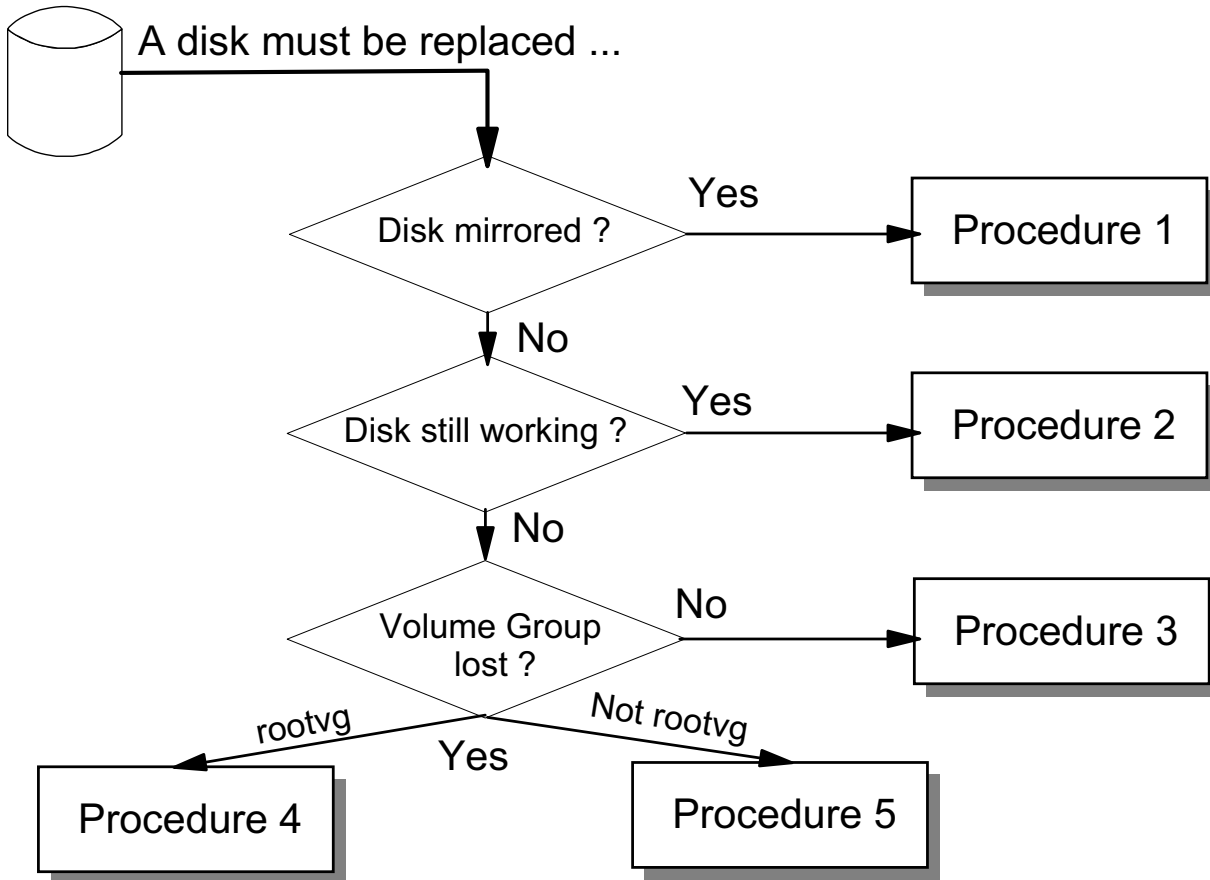 A disk must be replaced ...
Yes
Disk mirrored ?
Procedure 1
No
Yes
Disk still working ?
Procedure 2
No
No
Volume Group
lost ?
Procedure 3
rootvg
Yes
Not rootvg
Procedure 4
Procedure 5